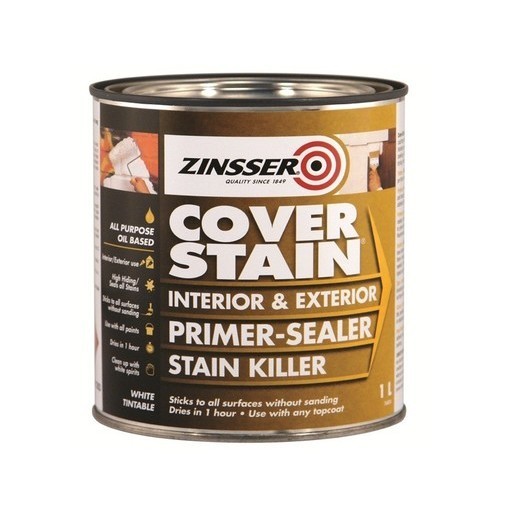 ZINSSER
QUALITY SINCE 1849
COVER
STAIN
INTERIOR & EXTERIOR
PRIMER-SEALER
STAIN KILLER
Sticks to all surfaces without sanding
Dries in 1 hour • Use with any topcoat
1 L
ALL PURPOSE
OIL BASED
Interior/Exterior use
High Hiding/
Seals all Stains
Sticks to all surfaces
without sanding
Use with all paints
Dries in 1 hour
Clean up with
white spirits
WHITE
TINTABLE